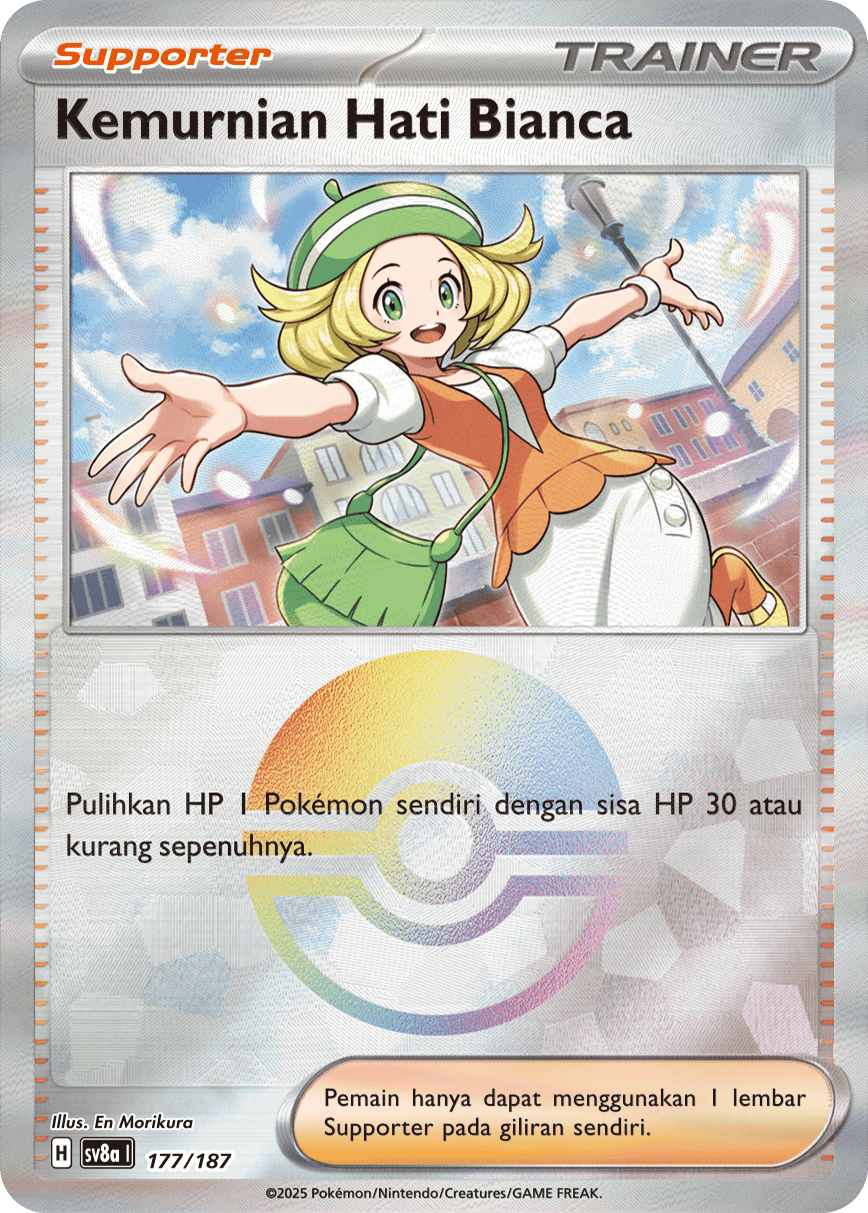 Supporter
TRAINER
Kemurnian Hati Bianca
Pulihkan HP 1 Pokémon sendiri dengan sisa HP 30 atau
kurang sepenuhnya.
Pemain hanya dapat menggunakan 1 lembar
Supporter pada giliran sendiri.
Illus. En Morikura
H sv8a I 177/187
©2025 Pokémon/Nintendo/Creatures/GAME FREAK.